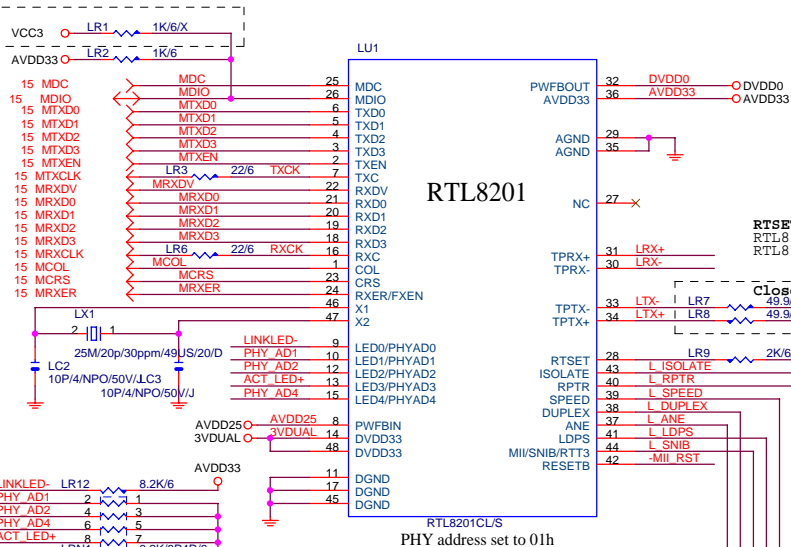 VCC3 LR1 1K/6/X
AVDD33 LR2 1K/6
LU1
15 MDC MDC 25 MDC
15 MDIO MDIO 26 MDIO
15 MTXD0 MTXD0 6 TXD0
15 MTXD1 MTXD1 5 TXD1
15 MTXD2 MTXD2 4 TXD2
15 MTXD3 MTXD3 3 TXD3
15 MTXEN MTXEN 2 TXEN
15 MTXCLK LR3 22/6 TXCK 7 TXC
15 MRXDV MRXDV 22 RXDV
15 MRXD0 MRXD0 21 RXD0
15 MRXD1 MRXD1 20 RXD1
15 MRXD2 MRXD2 19 RXD2
15 MRXD3 MRXD3 18 RXD3
15 MRXCLK LR6 22/6 RXCK 16 RXC
15 MCOL MCOL 1 COL
15 MCRS MCRS 23 CRS
15 MRXER MRXER 24 RXER/FXEN
46 X1
47 X2
LX1
2 1
25M/20p/30ppm/49US/20/D
LC2
10P/4/NPO/50V/J
LC3
10P/4/NPO/50V/J
LINKLED- 9 LED0/PHYAD0
PHY_AD1 10 LED1/PHYAD1
PHY_AD2 12 LED2/PHYAD2
ACT_LED+ 13 LED3/PHYAD3
PHY_AD4 15 LED4/PHYAD4
AVDD25 AVDD25 8 PWFBIN
3VDUAL 3VDUAL 14 DVDD33
48 DVDD33
11 DGND
17 DGND
45 DGND
RTL8201
PWFBOUT 32 DVDD0 DVDD0
AVDD33 36 AVDD33 AVDD33
AGND 29
AGND 35
NC 27
TPRX+ 31 LRX+
TPRX- 30 LRX-
TPTX- 33 LTX- LR7 49.9/
TPTX+ 34 LTX+ LR8 49.9/
RTSET 28 LR9 2K/6
ISOLATE 43 L_ISOLATE
RPTR 40 L_RPTR
SPEED 39 L_SPEED
DUPLEX 38 L_DUPLEX
ANE 37 L_ANE
LDPS 41 L_LDPS
MII/SNIB/RTT3 44 L_SNIB
RESETB 42 -MII_RST
RTSET
RTL8
RTL8
Close
RTL8201CL/S
PHY address set to 01h
AVDD33
LINKLED- LR12 8.2K/6
PHY_AD1 2 1
PHY_AD2 4 3
PHY_AD4 6 5
ACT_LED+ 8 7